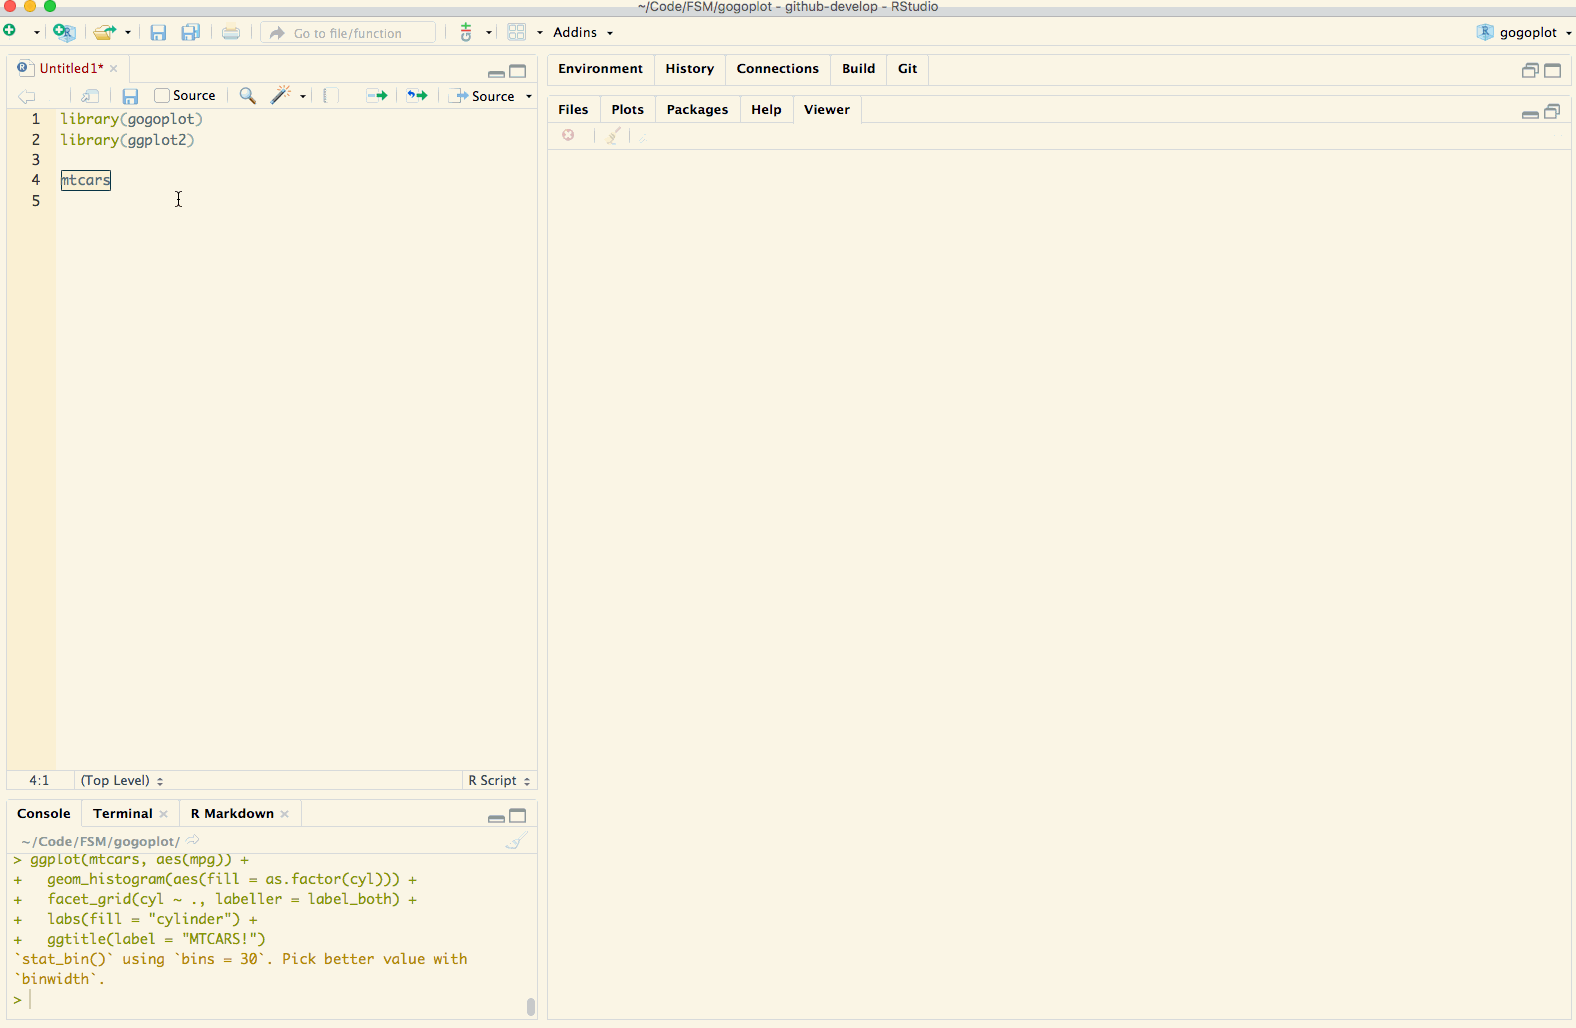 ~/Code/FSM/gogoplot - github-develop - RStudio
Go to file/function
Addins
gogoplot
Untitled1*
Source
Source
1 library(gogoplot)
2 library(ggplot2)
3
4 mtcars
5
4:1 (Top Level) R Script
Console Terminal R Markdown
~/Code/FSM/gogoplot/
> ggplot(mtcars, aes(mpg)) +
+ geom_histogram(aes(fill = as.factor(cyl))) +
+ facet_grid(cyl ~ ., labeller = label_both) +
+ labs(fill = "cylinder") +
+ ggtitle(label = "MTCARS!")
`stat_bin()` using `bins = 30`. Pick better value with
`binwidth`.
>
Environment History Connections Build Git
Files Plots Packages Help Viewer